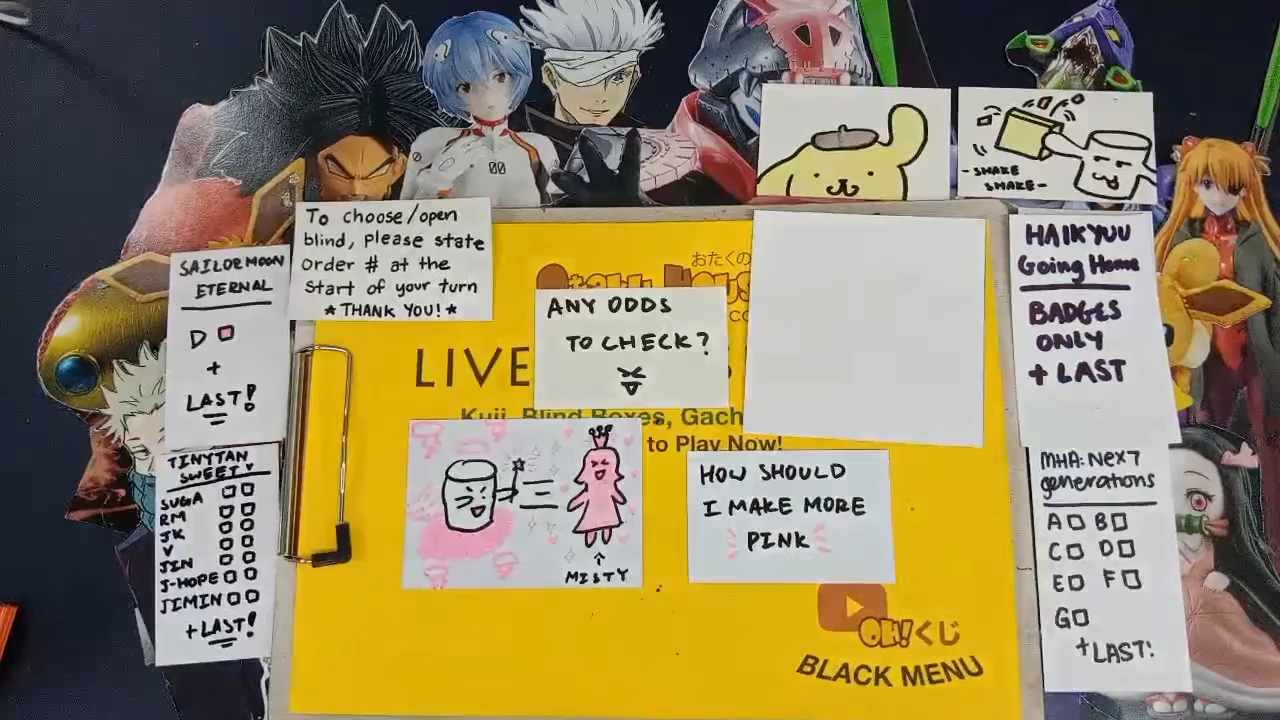 -SHAKE
SHAKE-
To choose/open
blind, please state
Order # at the
Start of your turn
★THANK YOU!★
SAILORMOON
ETERNAL
D
+
LAST!
TINYTAN
SWEET
SUGA
RM
JK
V
JIN
J-HOPE
JIMIN
+LAST!
00
おたくの
ANY ODDS
TO CHECK?
LIVE
Kuji, Blind Boxes, Gach
to Play Now!
MISTY
HOW SHOULD
I MAKE MORE
PINK
OH!くじ
BLACK MENU
HAIKYUU
Going Home
BADGES
ONLY
+ LAST
MHA: NEXT
generations
A B
C D
E F
G
+LAST!